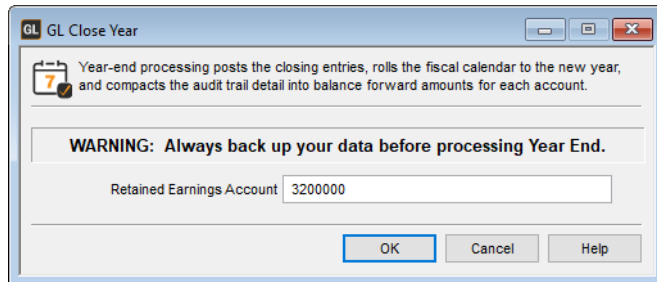 GL GL Close Year
Year-end processing posts the closing entries, rolls the fiscal calendar to the new year,
and compacts the audit trail detail into balance forward amounts for each account.
7
WARNING: Always back up your data before processing Year End.
Retained Earnings Account 3200000
OK Cancel Help